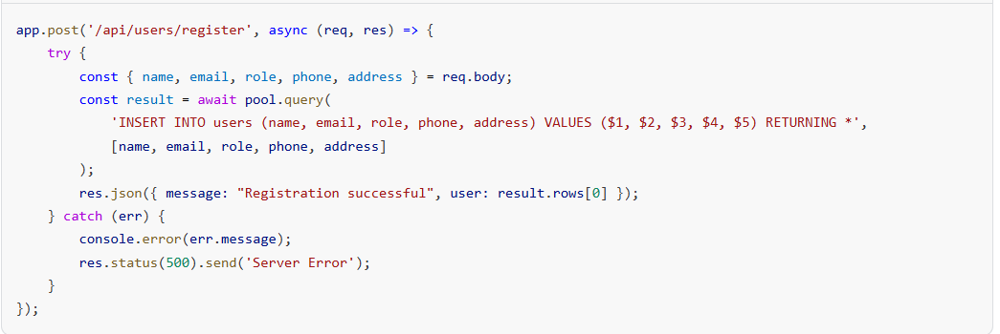 app.post('/api/users/register', async (req, res) => {
    try {
        const { name, email, role, phone, address } = req.body;
        const result = await pool.query(
            'INSERT INTO users (name, email, role, phone, address) VALUES ($1, $2, $3, $4, $5) RETURNING *',
            [name, email, role, phone, address]
        );
        res.json({ message: "Registration successful", user: result.rows[0] });
    } catch (err) {
        console.error(err.message);
        res.status(500).send('Server Error');
    }
});